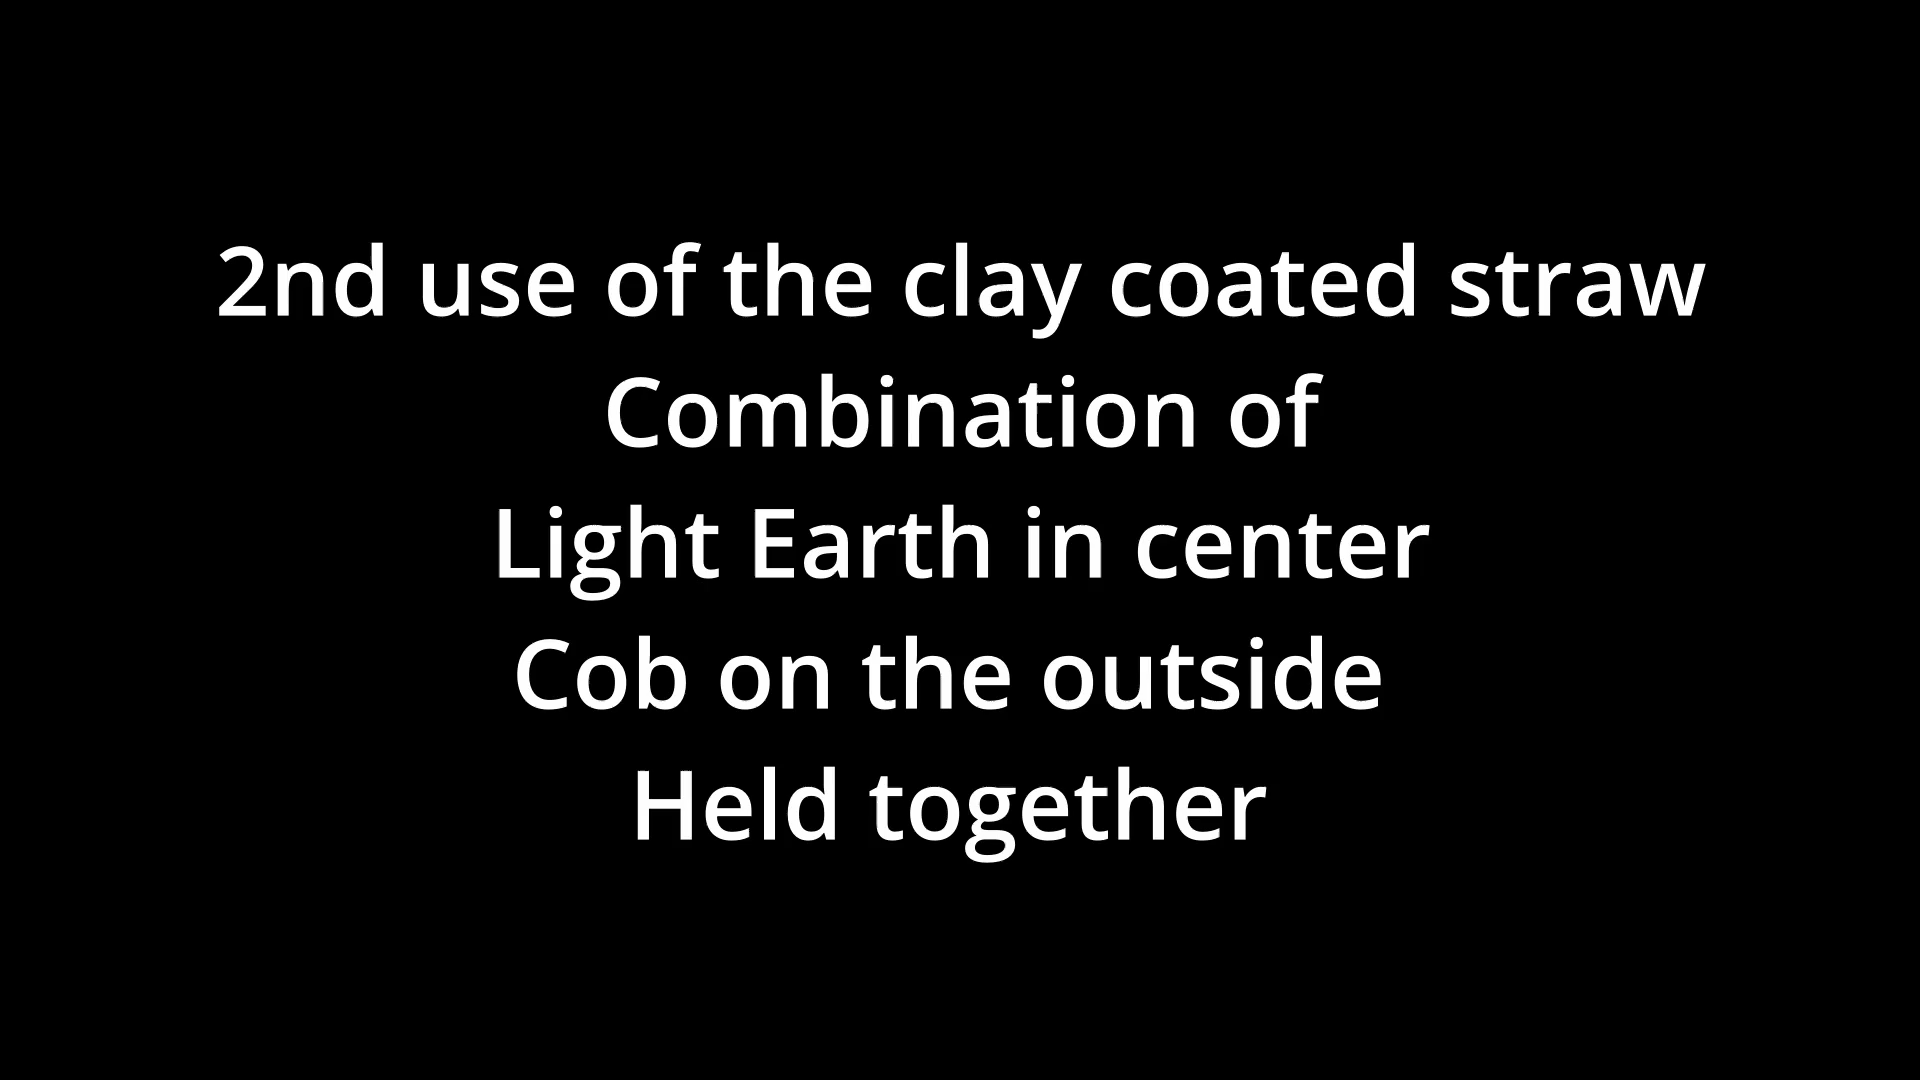 2nd use of the clay coated straw
Combination of
Light Earth in center
Cob on the outside
Held together